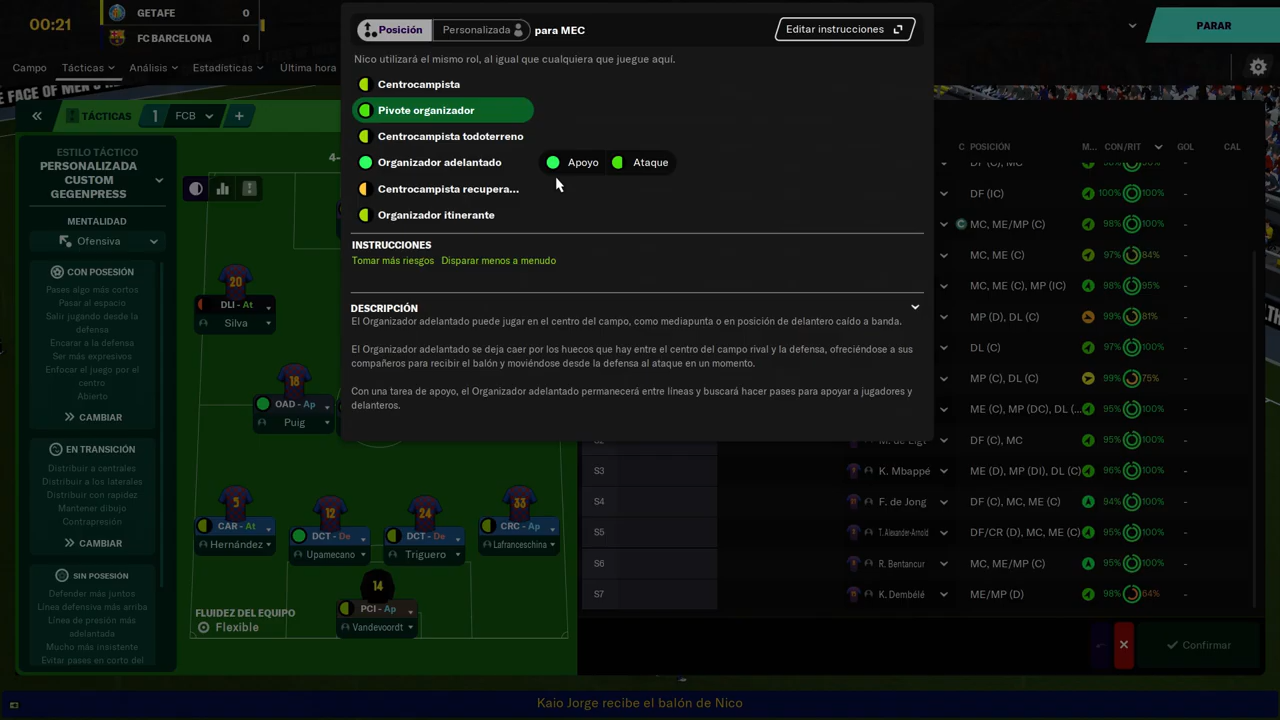 00:21
GETAFE 0
FC BARCELONA 0
Campo Tácticas Análisis Estadísticas Última hora
PARAR
Posición Personalizada para MEC
Editar instrucciones
Nico utilizará el mismo rol, al igual que cualquiera que juegue aquí.
Centrocampista
Pivote organizador
Centrocampista todoterreno
Organizador adelantado Apoyo Ataque
Centrocampista recupera...
Organizador itinerante
INSTRUCCIONES
Tomar más riesgos Disparar menos a menudo
DESCRIPCIÓN
El Organizador adelantado puede jugar en el centro del campo, como mediapunta o en posición de delantero caído a banda.
El Organizador adelantado se deja caer por los huecos que hay entre el centro del campo rival y la defensa, ofreciéndose a sus
compañeros para recibir el balón y moviéndose desde la defensa al ataque en un momento.
Con una tarea de apoyo, el Organizador adelantado permanecerá entre líneas y buscará hacer pases para apoyar a jugadores y
delanteros.
TÁCTICAS 1 FCB
ESTILO TÁCTICO
PERSONALIZADA
CUSTOM
GEGENPRESS
MENTALIDAD
Ofensiva
CON POSESIÓN
Pases algo más cortos
Pasar al espacio
Salir jugando desde la
defensa
Encarar a la defensa
Ser más expresivos
Enfocar el juego por el
centro
Abierto
CAMBIAR
EN TRANSICIÓN
Distribuir a centrales
Distribuir a los laterales
Distribuir con rapidez
Mantener dibujo
Contrapresión
CAMBIAR
SIN POSESIÓN
Defender más juntos
Línea defensiva más arriba
Línea de presión más
adelantada
Mucho más insistente
Evitar pases en corto del
4-
20
DLI - At
Silva
18
OAD - Ap
Puig
5
CAR - At
Hernández
12
DCT - De
Upamecano
24
DCT - De
Triguero
33
CRC - Ap
Lafranceschina
14
PCI - Ap
Vandevoordt
FLUIDEZ DEL EQUIPO
Flexible
C POSICIÓN M... CON/RIT GOL CAL
DF (IC) 100% 100% -
C MC, ME/MP (C) 98% 100% -
MC, ME (C) 97% 84% -
MC, ME (C), MP (IC) 98% 95% -
MP (D), DL (C) 99% 81% -
DL (C) 97% 100% -
MP (C), DL (C) 99% 75% -
ME (C), MP (DC), DL (... 95% 100% -
M. de Ligt DF (C), MC 95% 100% -
S3 K. Mbappé ME (D), MP (DI), DL (C) 96% 100% -
S4 F. de Jong DF (C), MC, ME (C) 94% 100% -
S5 T. Alexander-Arnold DF/CR (D), MC, ME (C) 95% 100% -
S6 R. Bentancur MC, ME/MP (C) 95% 100% -
S7 K. Dembélé ME/MP (D) 98% 64% -
Confirmar
Kaio Jorge recibe el balón de Nico